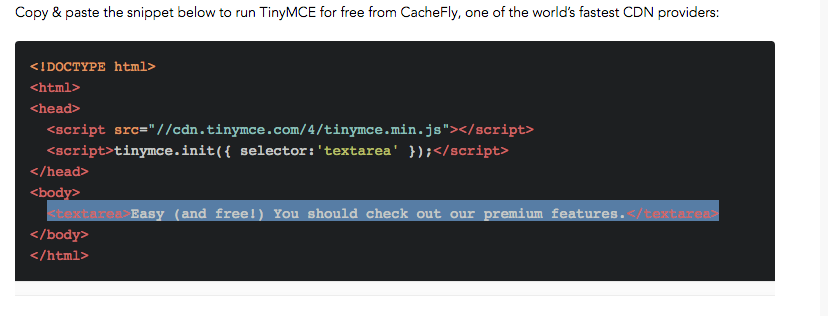 Copy & paste the snippet below to run TinyMCE for free from CacheFly, one of the world's fastest CDN providers:
<!DOCTYPE html>
<html>
<head>
<script src="//cdn.tinymce.com/4/tinymce.min.js"></script>
<script>tinymce.init({ selector:'textarea' });</script>
</head>
<body>
<textarea>Easy (and free!) You should check out our premium features.</textarea>
</body>
</html>